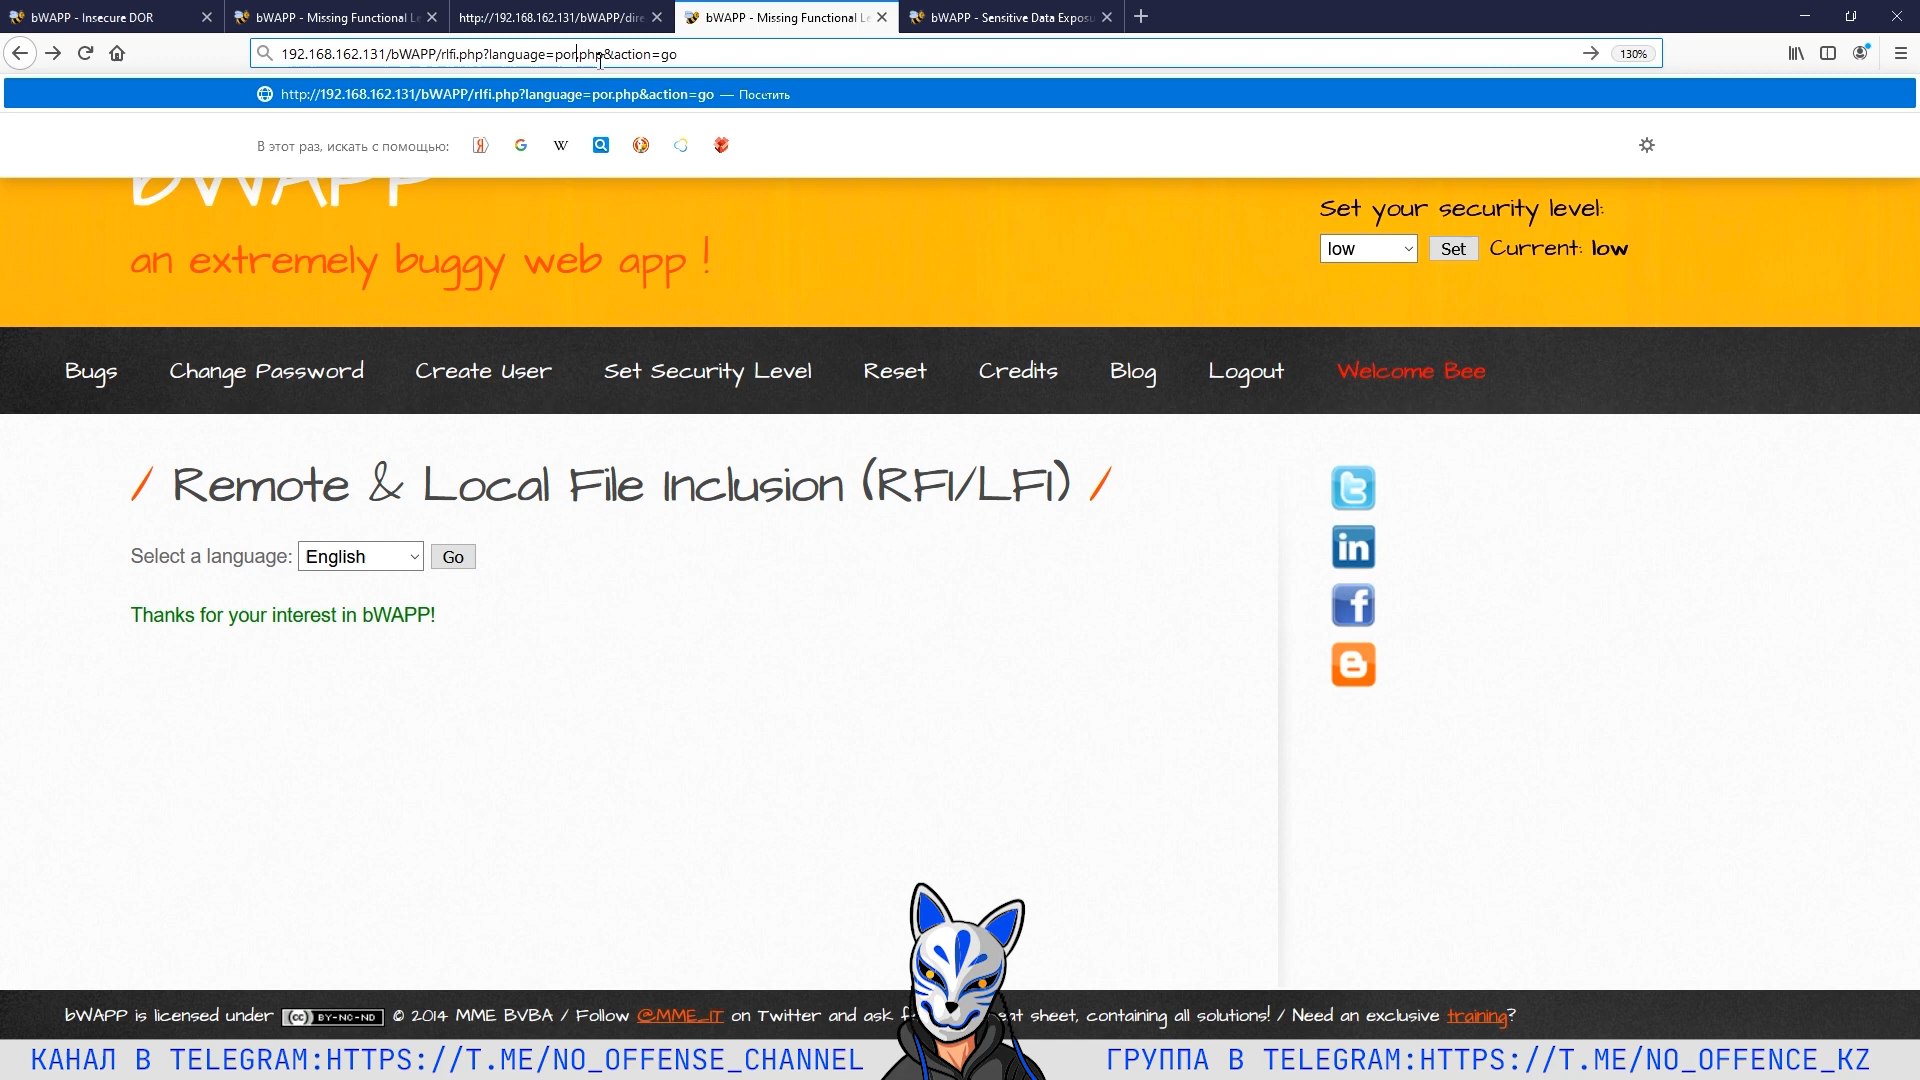 bWAPP - Insecure DOR
bWAPP - Missing Functional Le
http://192.168.162.131/bWAPP/dire
bWAPP - Missing Functional Le
bWAPP - Sensitive Data Exposu
192.168.162.131/bWAPP/rlfi.php?language=por.php&action=go
130%
http://192.168.162.131/bWAPP/rlfi.php?language=por.php&action=go — Посетить
В этот раз, искать с помощью:
bWAPP
an extremely buggy web app !
Set your security level:
low Set Current: low
Bugs Change Password Create User Set Security Level Reset Credits Blog Logout Welcome Bee
/ Remote & Local File Inclusion (RFI/LFI) /
Select a language: English Go
Thanks for your interest in bWAPP!
bWAPP is licensed under (cc) BY-NC-ND © 2014 MME BVBA / Follow @MME_IT on Twitter and ask f eat sheet, containing all solutions! / Need an exclusive training?
КАНАЛ В TELEGRAM:HTTPS://T.ME/NO_OFFENSE_CHANNEL
ГРУППА В TELEGRAM:HTTPS://T.ME/NO_OFFENCE_KZ